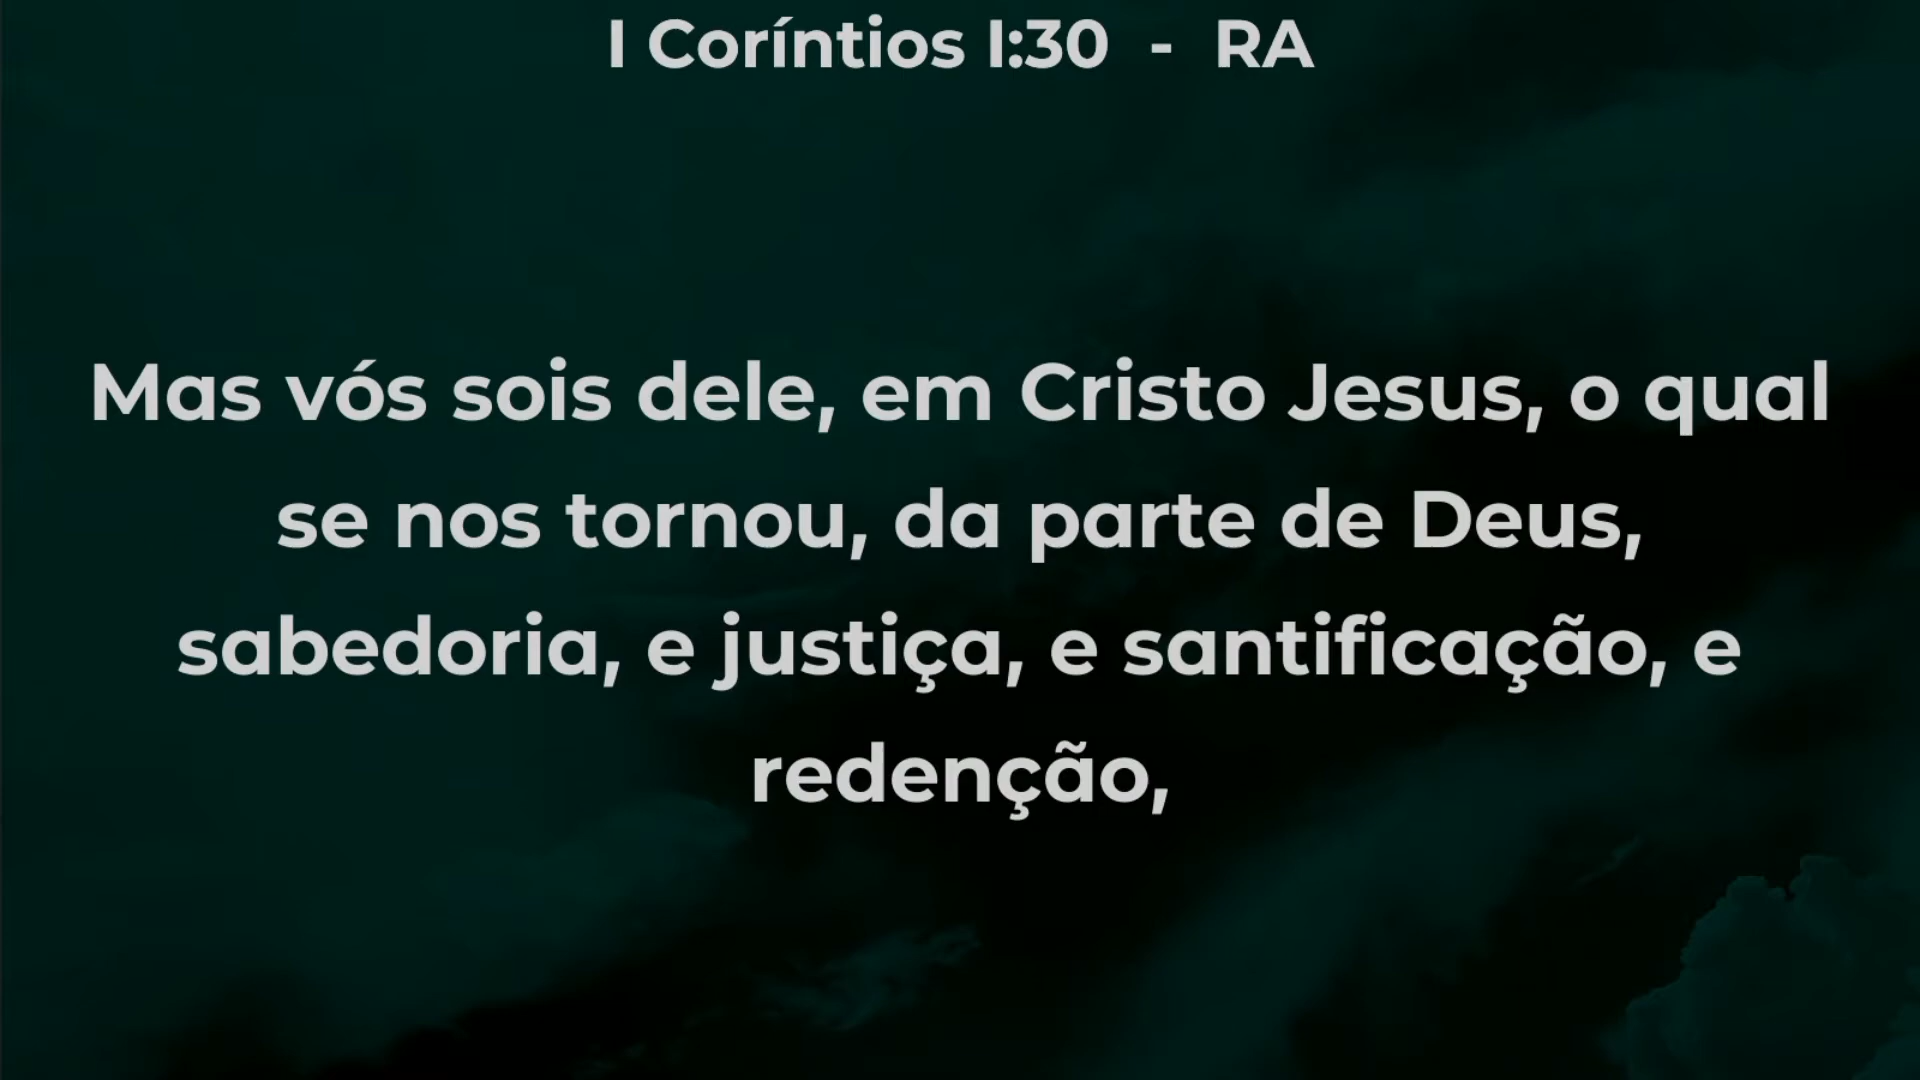 I Coríntios I:30 - RA
Mas vós sois dele, em Cristo Jesus, o qual
se nos tornou, da parte de Deus,
sabedoria, e justiça, e santificação, e
redenção,